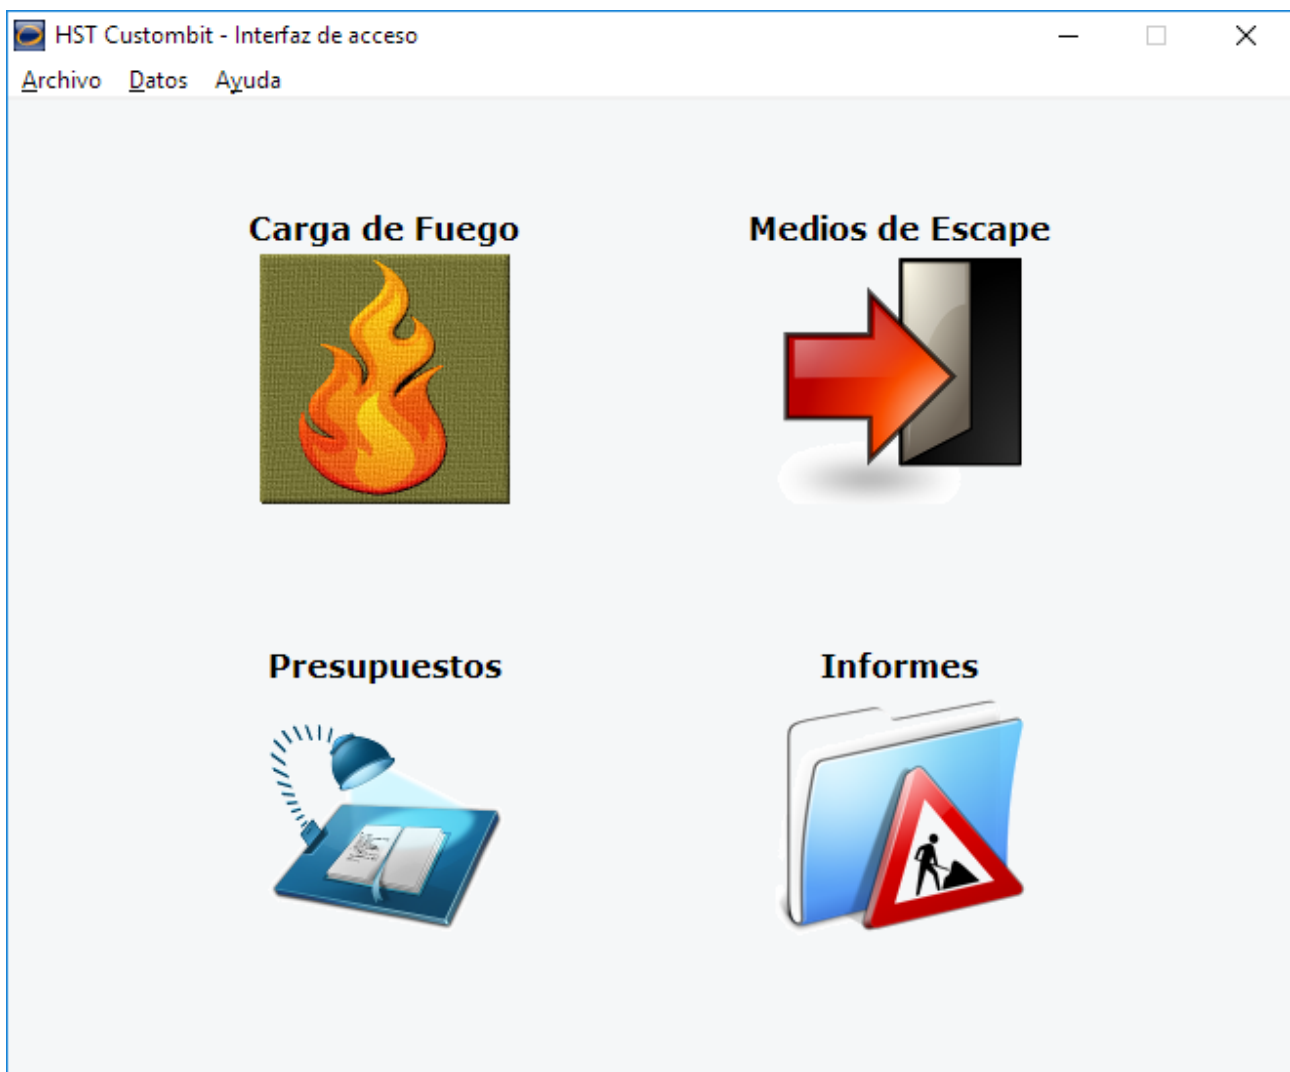 HST Custombit - Interfaz de acceso
Archivo Datos Ayuda
Carga de Fuego
Medios de Escape
Presupuestos
Informes